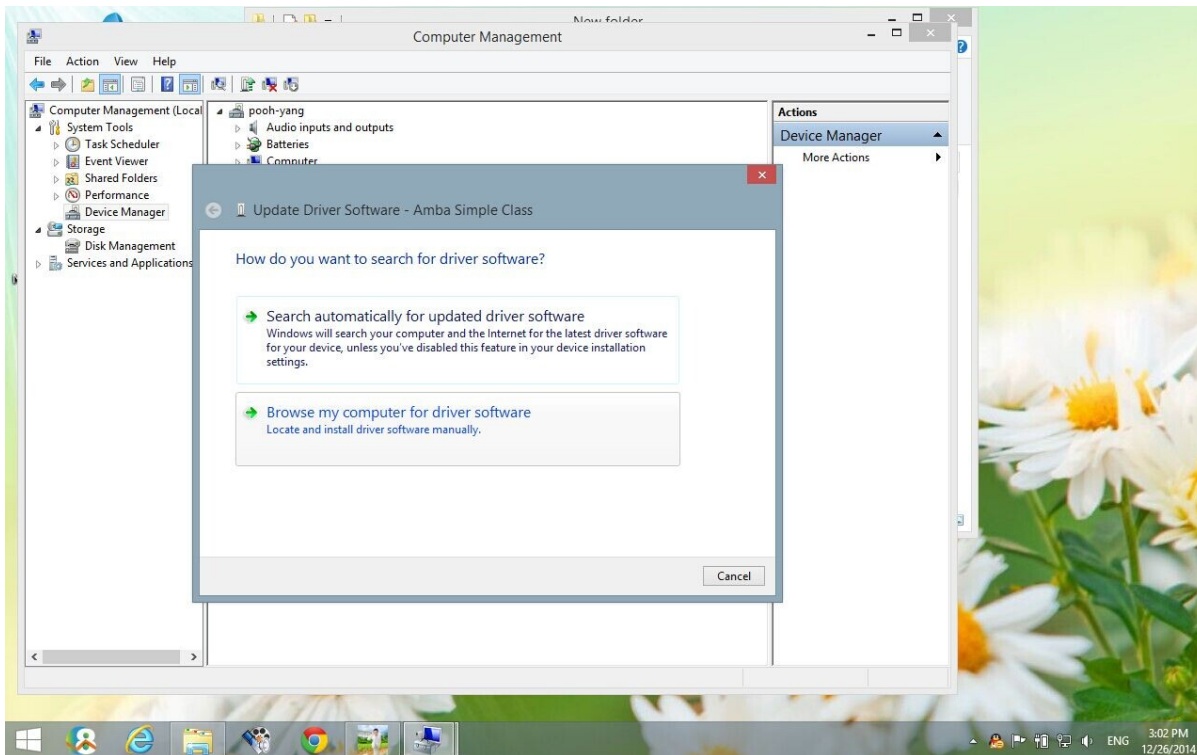 New folder
Computer Management
File Action View Help
Computer Management (Local
System Tools
Task Scheduler
Event Viewer
Shared Folders
Performance
Device Manager
Storage
Disk Management
Services and Applications
pooh-yang
Audio inputs and outputs
Batteries
Computer
Actions
Device Manager
More Actions
Update Driver Software - Amba Simple Class
How do you want to search for driver software?
Search automatically for updated driver software
Windows will search your computer and the Internet for the latest driver software
for your device, unless you've disabled this feature in your device installation
settings.
Browse my computer for driver software
Locate and install driver software manually.
Cancel
ENG
3:02 PM
12/26/2014